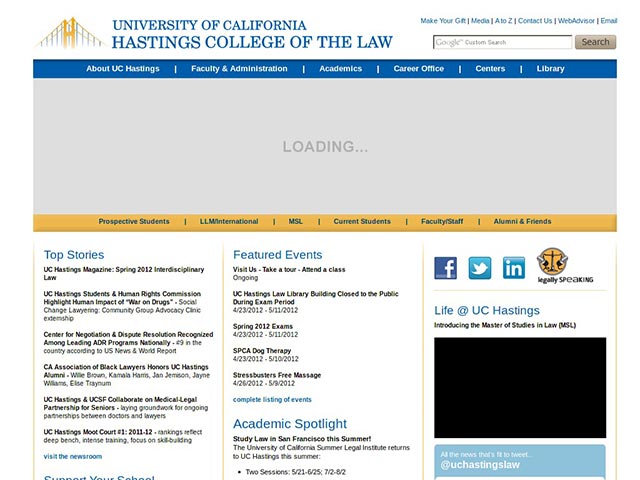 UNIVERSITY OF CALIFORNIA
HASTINGS COLLEGE OF THE LAW
Make Your Gift | Media | A to Z | Contact Us | WebAdvisor | Email
Google™ Custom Search
Search
About UC Hastings | Faculty & Administration | Academics | Career Office | Centers | Library
LOADING...
Prospective Students | LLM/International | MSL | Current Students | Faculty/Staff | Alumni & Friends
Top Stories
UC Hastings Magazine: Spring 2012 Interdisciplinary
Law
UC Hastings Students & Human Rights Commission
Highlight Human Impact of "War on Drugs" - Social
Change Lawyering: Community Group Advocacy Clinic
externship
Center for Negotiation & Dispute Resolution Recognized
Among Leading ADR Programs Nationally - #9 in the
country according to US News & World Report
CA Association of Black Lawyers Honors UC Hastings
Alumni - Willie Brown, Kamala Harris, Jan Jemison, Jayne
Williams, Elise Traynum
UC Hastings & UCSF Collaborate on Medical-Legal
Partnership for Seniors - laying groundwork for ongoing
partnerships between doctors and lawyers
UC Hastings Moot Court #1: 2011-12 - rankings reflect
deep bench, intense training, focus on skill-building
visit the newsroom
Support Your School
Featured Events
Visit Us - Take a tour - Attend a class
Ongoing
UC Hastings Law Library Building Closed to the Public
During Exam Period
4/23/2012 - 5/11/2012
Spring 2012 Exams
4/23/2012 - 5/11/2012
SPCA Dog Therapy
4/23/2012 - 5/10/2012
Stressbusters Free Massage
4/26/2012 - 5/9/2012
complete listing of events
Academic Spotlight
Study Law in San Francisco this Summer!
The University of California Summer Legal Institute returns
to UC Hastings this summer:
• Two Sessions: 5/21-6/25; 7/2-8/2
legally SPEAKING
Life @ UC Hastings
Introducing the Master of Studies in Law (MSL)
All the news that's fit to tweet...
@uchastingslaw